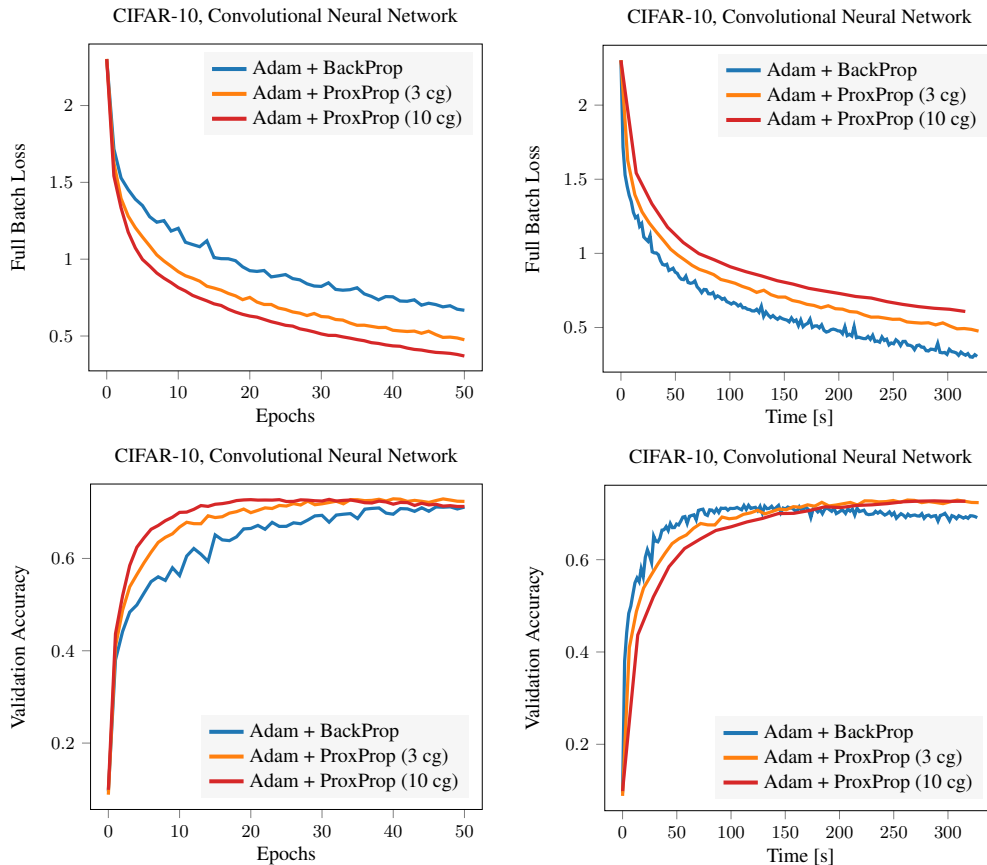 CIFAR-10, Convolutional Neural Network
Full Batch Loss
2
1.5
1
0.5
Adam + BackProp
Adam + ProxProp (3 cg)
Adam + ProxProp (10 cg)
0 10 20 30 40 50
Epochs
CIFAR-10, Convolutional Neural Network
Full Batch Loss
2
1.5
1
0.5
Adam + BackProp
Adam + ProxProp (3 cg)
Adam + ProxProp (10 cg)
0 50 100 150 200 250 300
Time [s]
CIFAR-10, Convolutional Neural Network
Validation Accuracy
0.6
0.4
0.2
Adam + BackProp
Adam + ProxProp (3 cg)
Adam + ProxProp (10 cg)
0 10 20 30 40 50
Epochs
CIFAR-10, Convolutional Neural Network
Validation Accuracy
0.6
0.4
0.2
Adam + BackProp
Adam + ProxProp (3 cg)
Adam + ProxProp (10 cg)
0 50 100 150 200 250 300
Time [s]